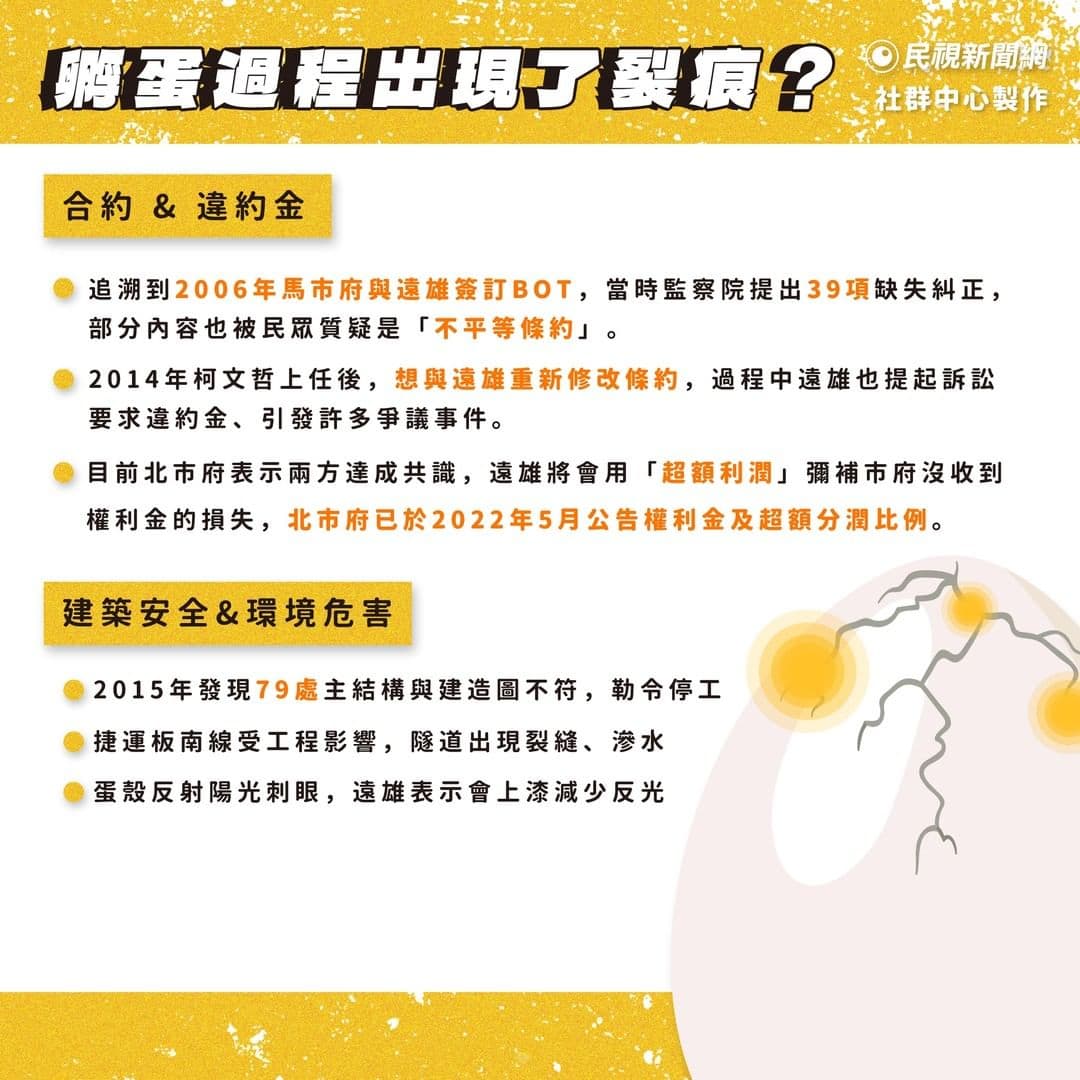 孵蛋過程出現了裂痕？
民視新聞網
社群中心製作
合約 & 違約金
追溯到2006年馬市府與遠雄簽訂BOT，當時監察院提出39項缺失糾正，
部分內容也被民眾質疑是「不平等條約」。
2014年柯文哲上任後，想與遠雄重新修改條約，過程中遠雄也提起訴訟
要求違約金、引發許多爭議事件。
目前北市府表示兩方達成共識，遠雄將會用「超額利潤」彌補市府沒收到
權利金的損失，北市府已於2022年5月公告權利金及超額分潤比例。
建築安全&環境危害
2015年發現79處主結構與建造圖不符，勒令停工
捷運板南線受工程影響，隧道出現裂縫、滲水
蛋殼反射陽光刺眼，遠雄表示會上漆減少反光